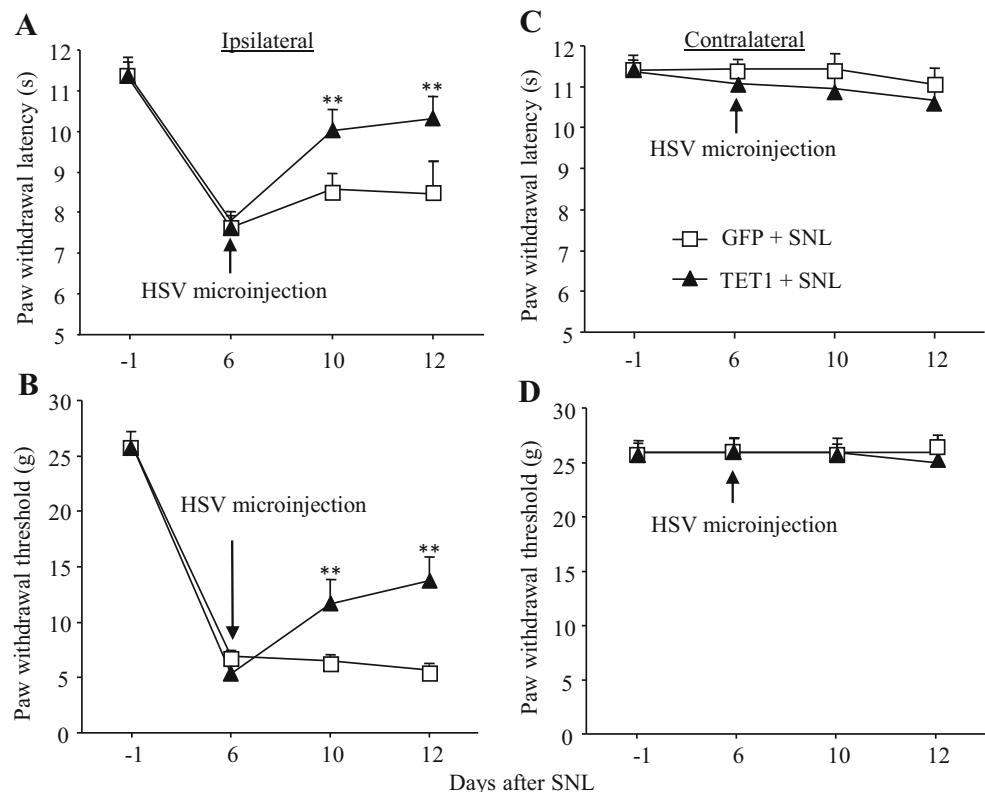 A
Ipsilateral
Paw withdrawal latency (s)
12
11
10
9
8
7
6
5
**
**
HSV microinjection
-1
6
10
12
C
Contralateral
Paw withdrawal latency (s)
12
11
10
9
8
7
6
5
HSV microinjection
GFP + SNL
TET1 + SNL
-1
6
10
12
B
Paw withdrawal threshold (g)
30
25
20
15
10
5
0
HSV microinjection
**
**
-1
6
10
12
D
Paw withdrawal threshold (g)
30
25
20
15
10
5
0
HSV microinjection
-1
6
10
12
Days after SNL